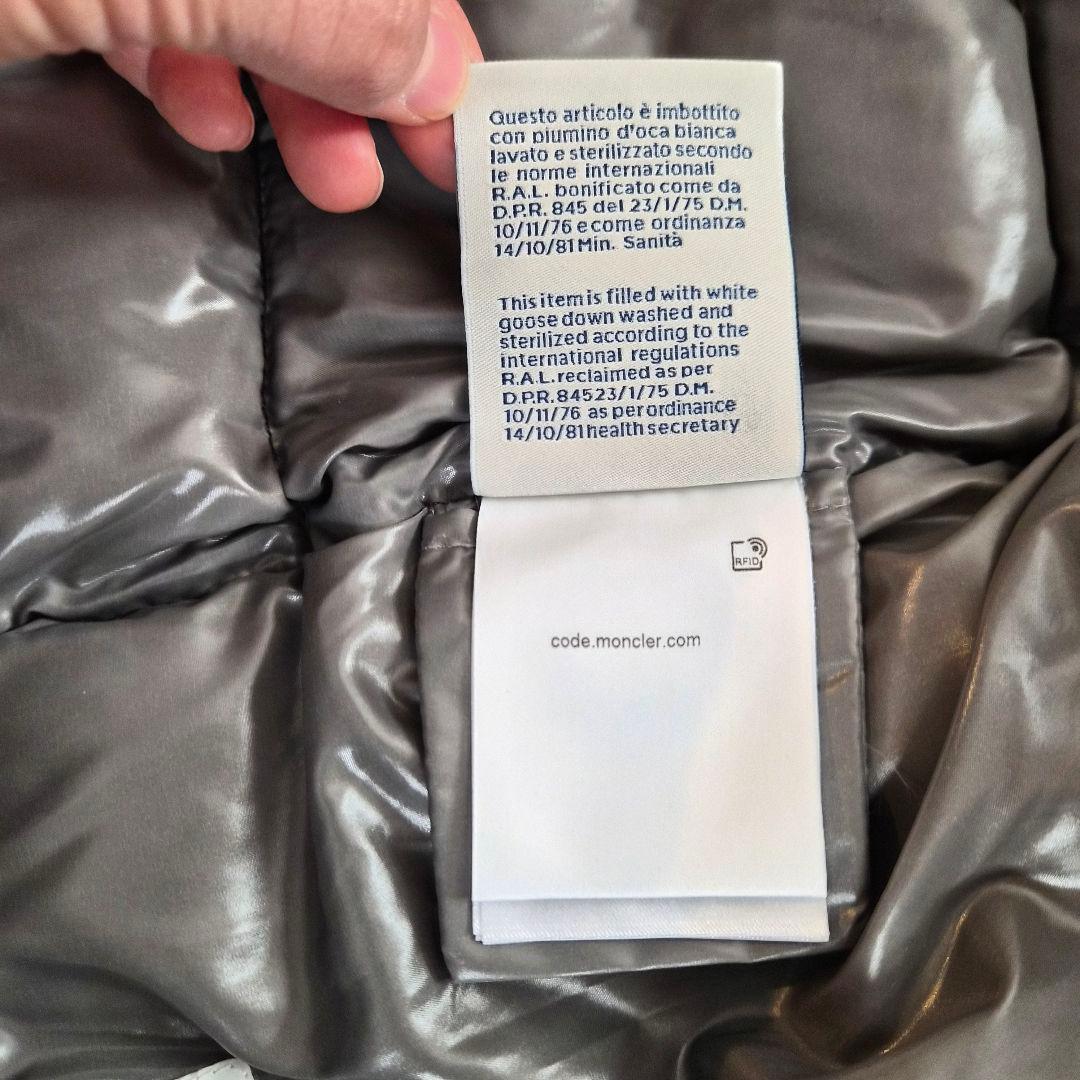 Questo articolo è imbottito
con piumino d'oca bianca
lavato e sterilizzato secondo
le norme internazionali
R.A.L. bonificato come da
D.P.R. 845 del 23/1/75 D.M.
10/11/76 e come ordinanza
14/10/81 Min. Sanità
This item is filled with white
goose down washed and
sterilized according to the
international regulations
R.A.L. reclaimed as per
D.P.R. 845 23/1/75 D.M.
10/11/76 as per ordinance
14/10/81 health secretary
RFID
code.moncler.com